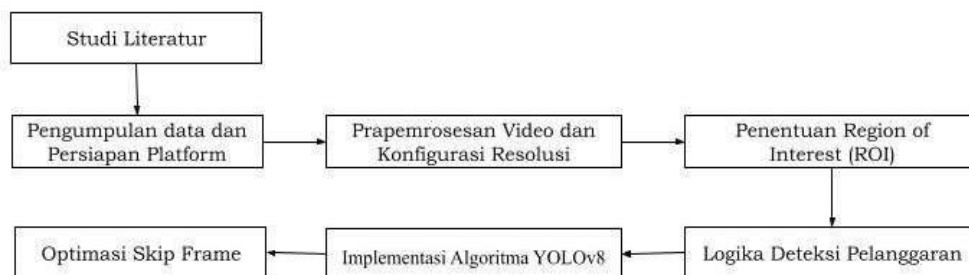 Studi Literatur
Pengumpulan data dan
Persiapan Platform
Prapemrosesan Video dan
Konfigurasi Resolusi
Penentuan Region of
Interest (ROI)
Logika Deteksi Pelanggaran
Implementasi Algoritma YOLOv8
Optimasi Skip Frame